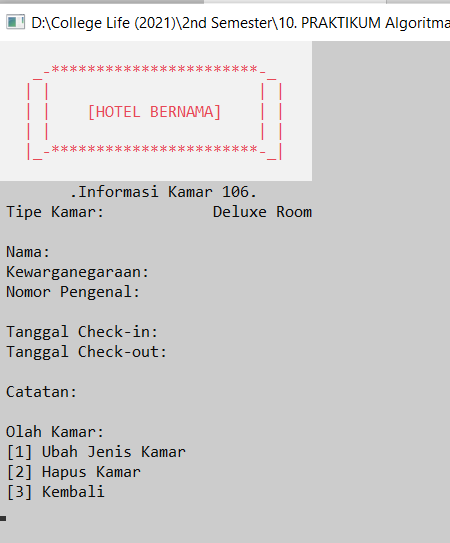 D:\College Life (2021)\2nd Semester\10. PRAKTIKUM Algoritma
_-***********************-_
| | | |
| | [HOTEL BERNAMA] | |
| | | |
|_-***********************-_|
.Informasi Kamar 106.
Tipe Kamar: Deluxe Room
Nama:
Kewarganegaraan:
Nomor Pengenal:
Tanggal Check-in:
Tanggal Check-out:
Catatan:
Olah Kamar:
[1] Ubah Jenis Kamar
[2] Hapus Kamar
[3] Kembali